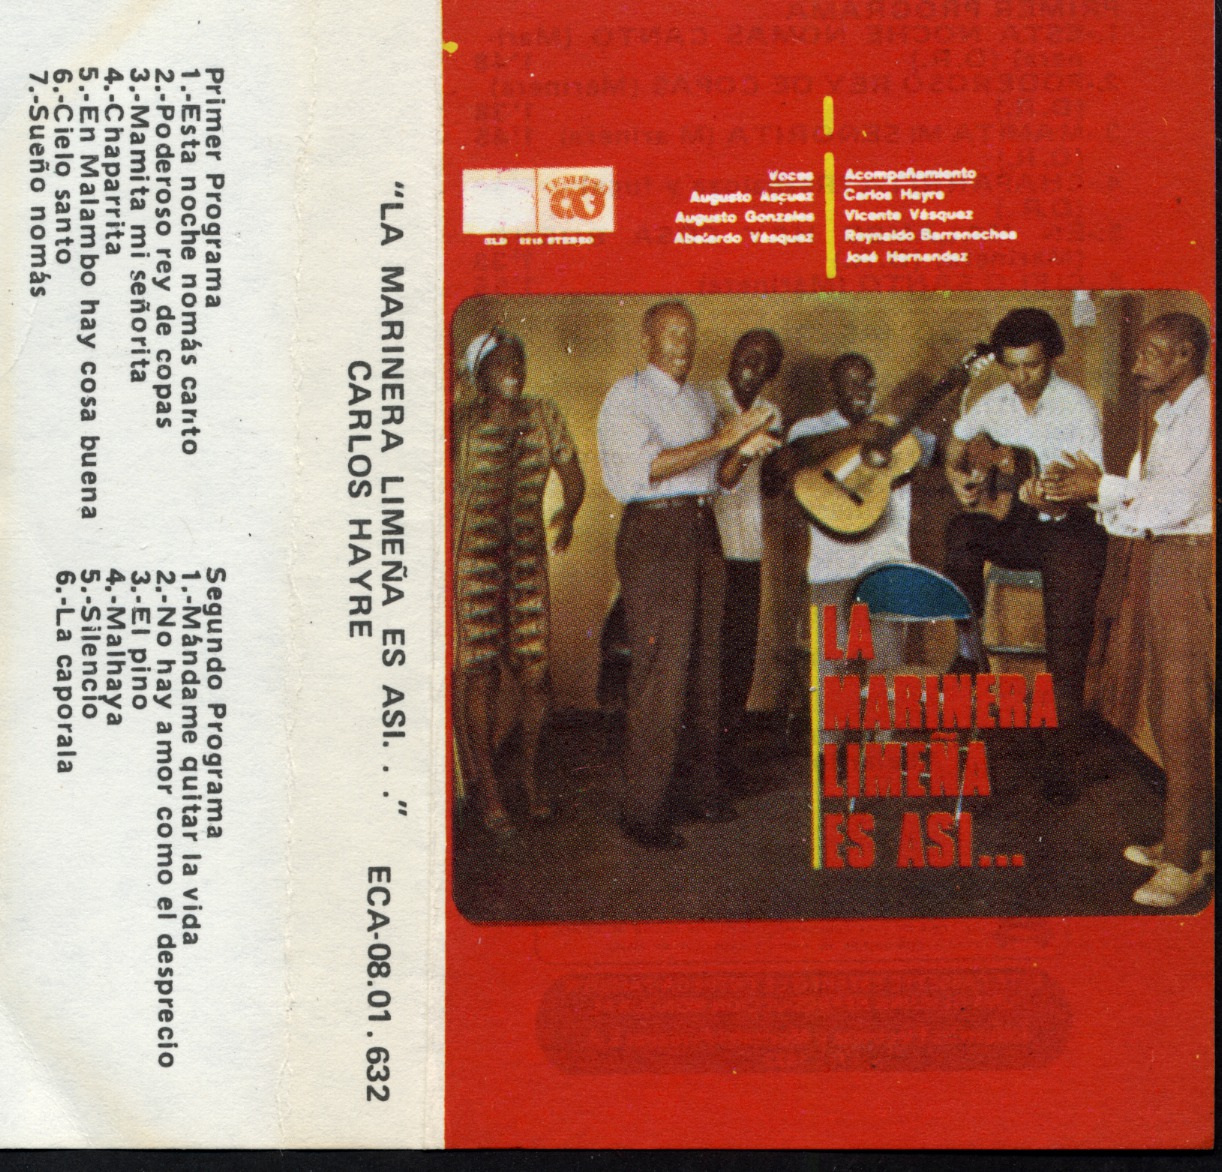 Primer Programa
1.-Esta noche nomás canto
2.-Poderoso rey de copas
3.-Mamita mi señorita
4.-Chaparrita
5.-En Malambo hay cosa buena
6.-Cielo santo
7.-Sueño nomás
Segundo Programa
1.-Mándame quitar la vida
2.-No hay amor como el desprecio
3.-El pino
4.-Malhaya
5.-Silencio
6.-La caporala
"LA MARINERA LIMEÑA ES ASI. . ." ECA-08.01.632
CARLOS HAYRE
TEMPO
ELD STEREO
Voces
Augusto Ascuez
Augusto Gonzales
Abelardo Vásquez
Acompañamiento
Carlos Hayre
Vicente Vásquez
Reynaldo Barrenechea
José Hernandez
LA
MARINERA
LIMEÑA
ES ASI...